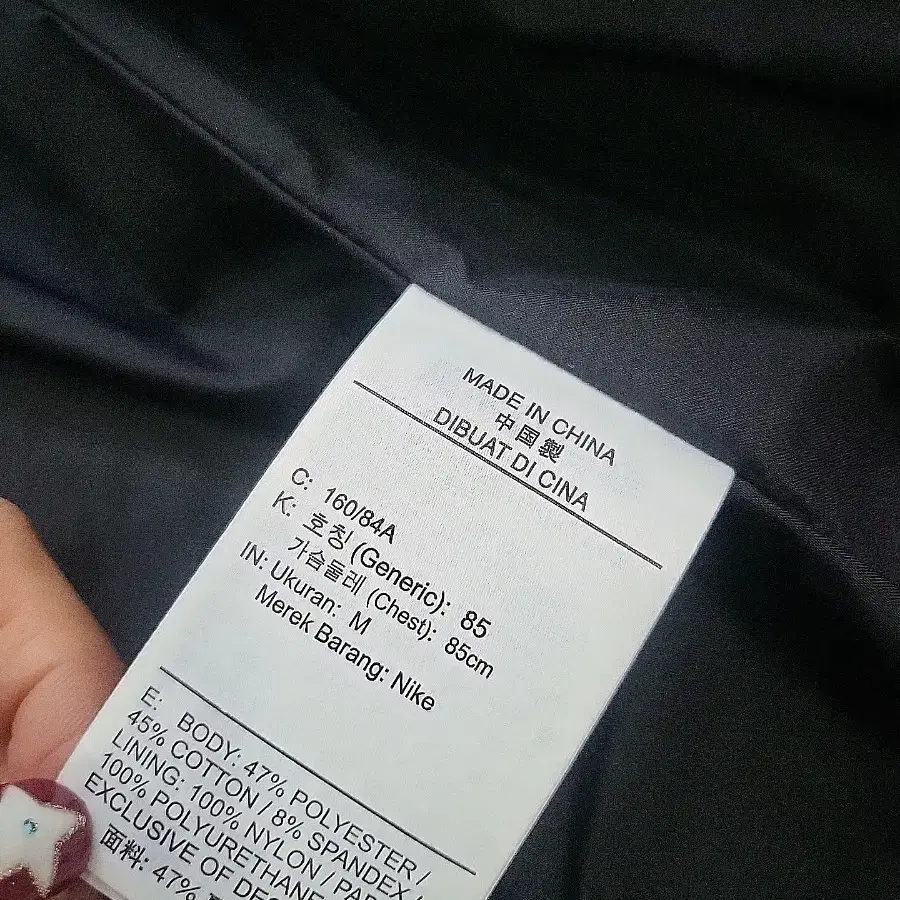 MADE IN CHINA
中国製
DIBUAT DI CINA
C: 160/84A
K: 호칭 (Generic): 85
가슴둘레 (Chest): 85cm
IN: Ukuran: M
Merek Barang: Nike
E: BODY: 47% POLYESTER /
45% COTTON / 8% SPANDEX /
LINING: 100% NYLON /
100% POLYURETHANE
EXCLUSIVE OF
面料: 47%